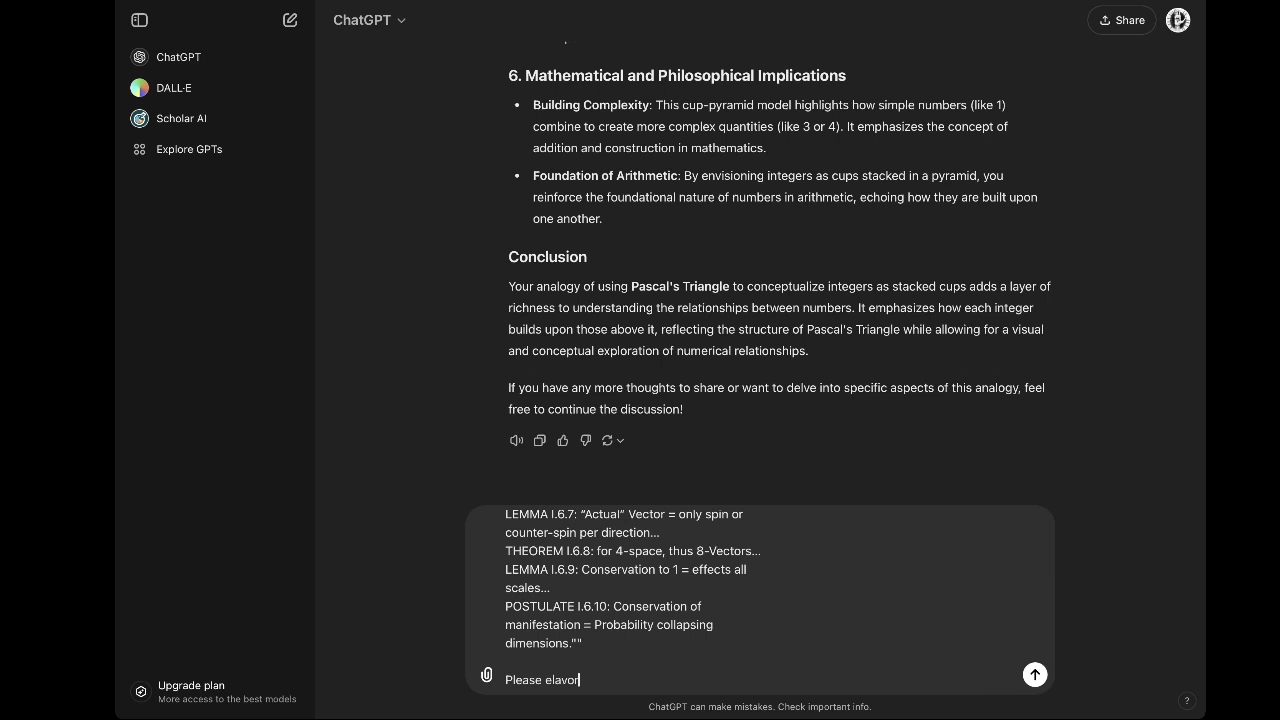 ChatGPT
Share
ChatGPT
DALL·E
Scholar AI
Explore GPTs
6. Mathematical and Philosophical Implications
• Building Complexity: This cup-pyramid model highlights how simple numbers (like 1)
combine to create more complex quantities (like 3 or 4). It emphasizes the concept of
addition and construction in mathematics.
• Foundation of Arithmetic: By envisioning integers as cups stacked in a pyramid, you
reinforce the foundational nature of numbers in arithmetic, echoing how they are built upon
one another.
Conclusion
Your analogy of using Pascal's Triangle to conceptualize integers as stacked cups adds a layer of
richness to understanding the relationships between numbers. It emphasizes how each integer
builds upon those above it, reflecting the structure of Pascal's Triangle while allowing for a visual
and conceptual exploration of numerical relationships.
If you have any more thoughts to share or want to delve into specific aspects of this analogy, feel
free to continue the discussion!
LEMMA I.6.7: “Actual” Vector = only spin or
counter-spin per direction...
THEOREM I.6.8: for 4-space, thus 8-Vectors...
LEMMA I.6.9: Conservation to 1 = effects all
scales...
POSTULATE I.6.10: Conservation of
manifestation = Probability collapsing
dimensions.""
Please elavor
Upgrade plan
More access to the best models
ChatGPT can make mistakes. Check important info.
?